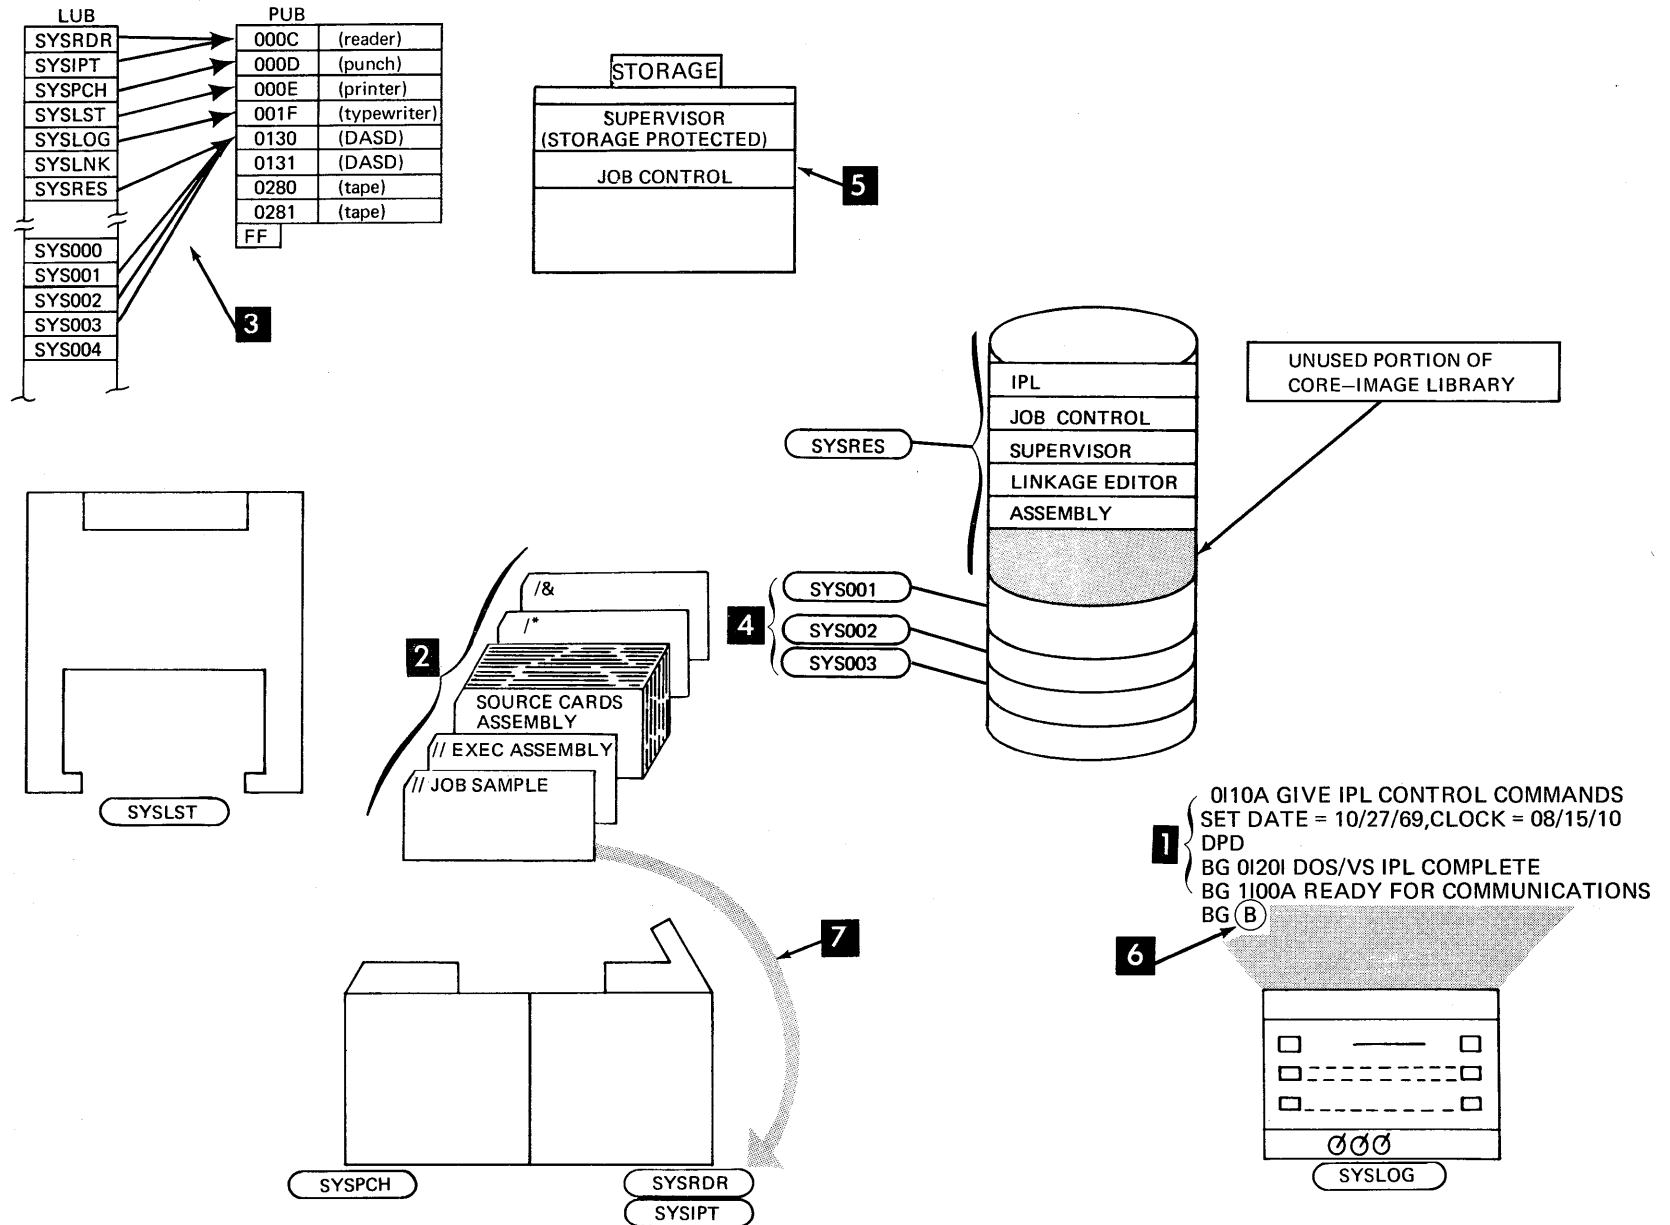 LUB
SYSRDR
SYSIPT
SYSPCH
SYSLST
SYSLOG
SYSLNK
SYSRES
SYS000
SYS001
SYS002
SYS003
SYS004
PUB
000C (reader)
000D (punch)
000E (printer)
001F (typewriter)
0130 (DASD)
0131 (DASD)
0280 (tape)
0281 (tape)
FF
3
STORAGE
SUPERVISOR
(STORAGE PROTECTED)
JOB CONTROL
5
SYSRES
IPL
JOB CONTROL
SUPERVISOR
LINKAGE EDITOR
ASSEMBLY
UNUSED PORTION OF
CORE–IMAGE LIBRARY
4
SYS001
SYS002
SYS003
SYSLST
2
/&
/*
SOURCE CARDS
ASSEMBLY
// EXEC ASSEMBLY
// JOB SAMPLE
7
SYSPCH
SYSRDR
SYSIPT
1
0I10A GIVE IPL CONTROL COMMANDS
SET DATE = 10/27/69,CLOCK = 08/15/10
DPD
BG 0I20I DOS/VS IPL COMPLETE
BG 1I00A READY FOR COMMUNICATIONS
BG B
6
SYSLOG